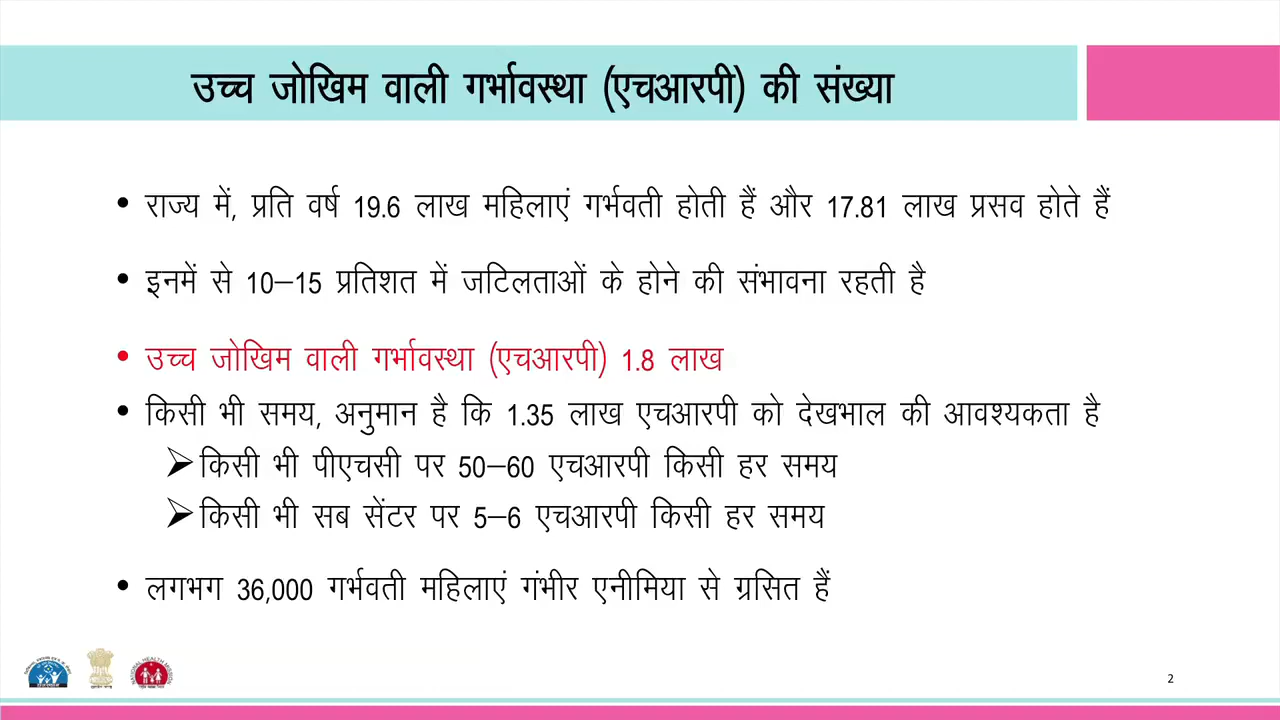 उच्च जोखिम वाली गर्भावस्था (एचआरपी) की संख्या
• राज्य में, प्रति वर्ष 19.6 लाख महिलाएं गर्भवती होती हैं और 17.81 लाख प्रसव होते हैं
• इनमें से 10–15 प्रतिशत में जटिलताओं के होने की संभावना रहती है
• उच्च जोखिम वाली गर्भावस्था (एचआरपी) 1.8 लाख
• किसी भी समय, अनुमान है कि 1.35 लाख एचआरपी को देखभाल की आवश्यकता है
➢ किसी भी पीएचसी पर 50–60 एचआरपी किसी हर समय
➢ किसी भी सब सेंटर पर 5–6 एचआरपी किसी हर समय
• लगभग 36,000 गर्भवती महिलाएं गंभीर एनीमिया से ग्रसित हैं
NATIONAL HEALTH MISSION
2